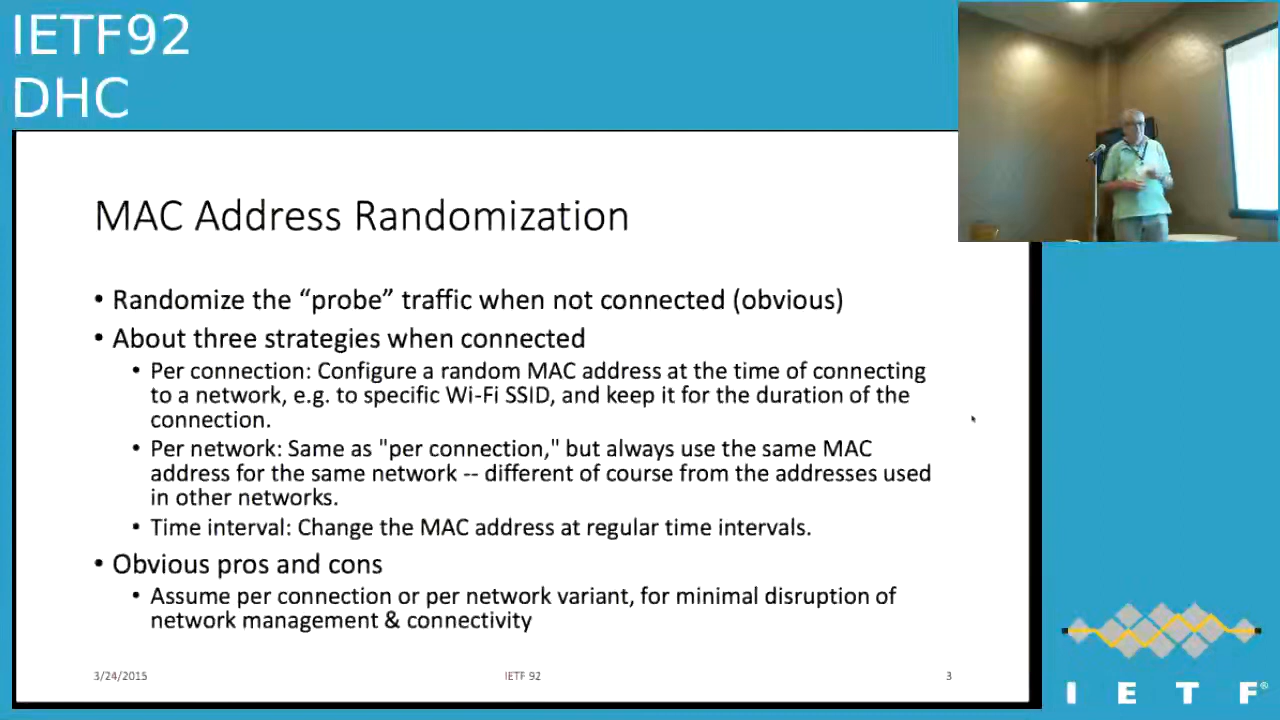 IETF92
DHC
MAC Address Randomization
• Randomize the “probe” traffic when not connected (obvious)
• About three strategies when connected
• Per connection: Configure a random MAC address at the time of connecting
to a network, e.g. to specific Wi-Fi SSID, and keep it for the duration of the
connection.
• Per network: Same as "per connection," but always use the same MAC
address for the same network -- different of course from the addresses used
in other networks.
• Time interval: Change the MAC address at regular time intervals.
• Obvious pros and cons
• Assume per connection or per network variant, for minimal disruption of
network management & connectivity
3/24/2015
IETF 92
3
I E T F®